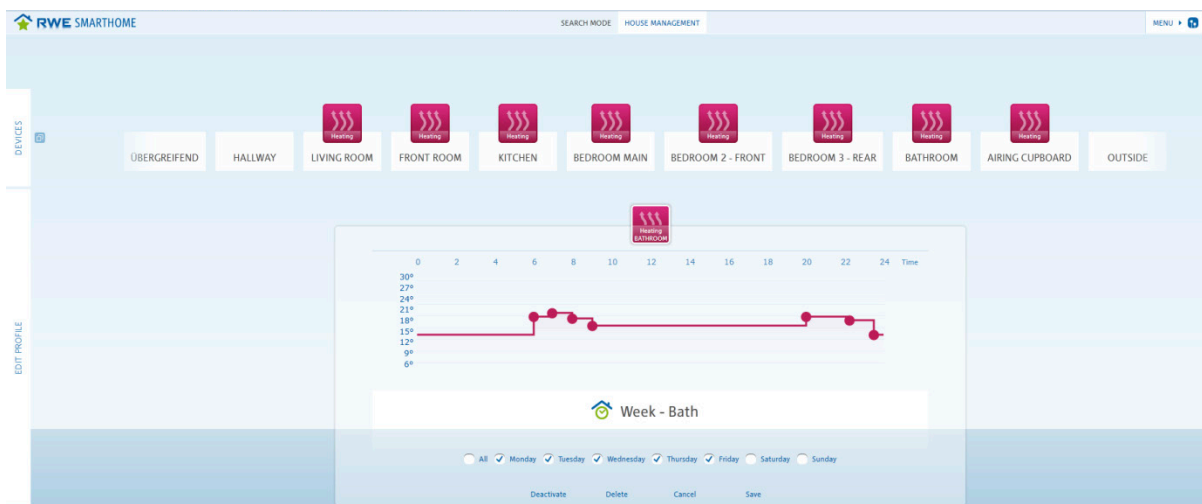 RWE SMARTHOME SEARCH MODE HOUSE MANAGEMENT MENU
DEVICES
Heating Heating Heating Heating Heating Heating Heating Heating
ÜBERGREIFEND HALLWAY LIVING ROOM FRONT ROOM KITCHEN BEDROOM MAIN BEDROOM 2 - FRONT BEDROOM 3 - REAR BATHROOM AIRING CUPBOARD OUTSIDE
EDIT PROFILE
Heating
BATHROOM
0 2 4 6 8 10 12 14 16 18 20 22 24 Time
30°
27°
24°
21°
18°
15°
12°
9°
6°
Week - Bath
All Monday Tuesday Wednesday Thursday Friday Saturday Sunday
Deactivate Delete Cancel Save